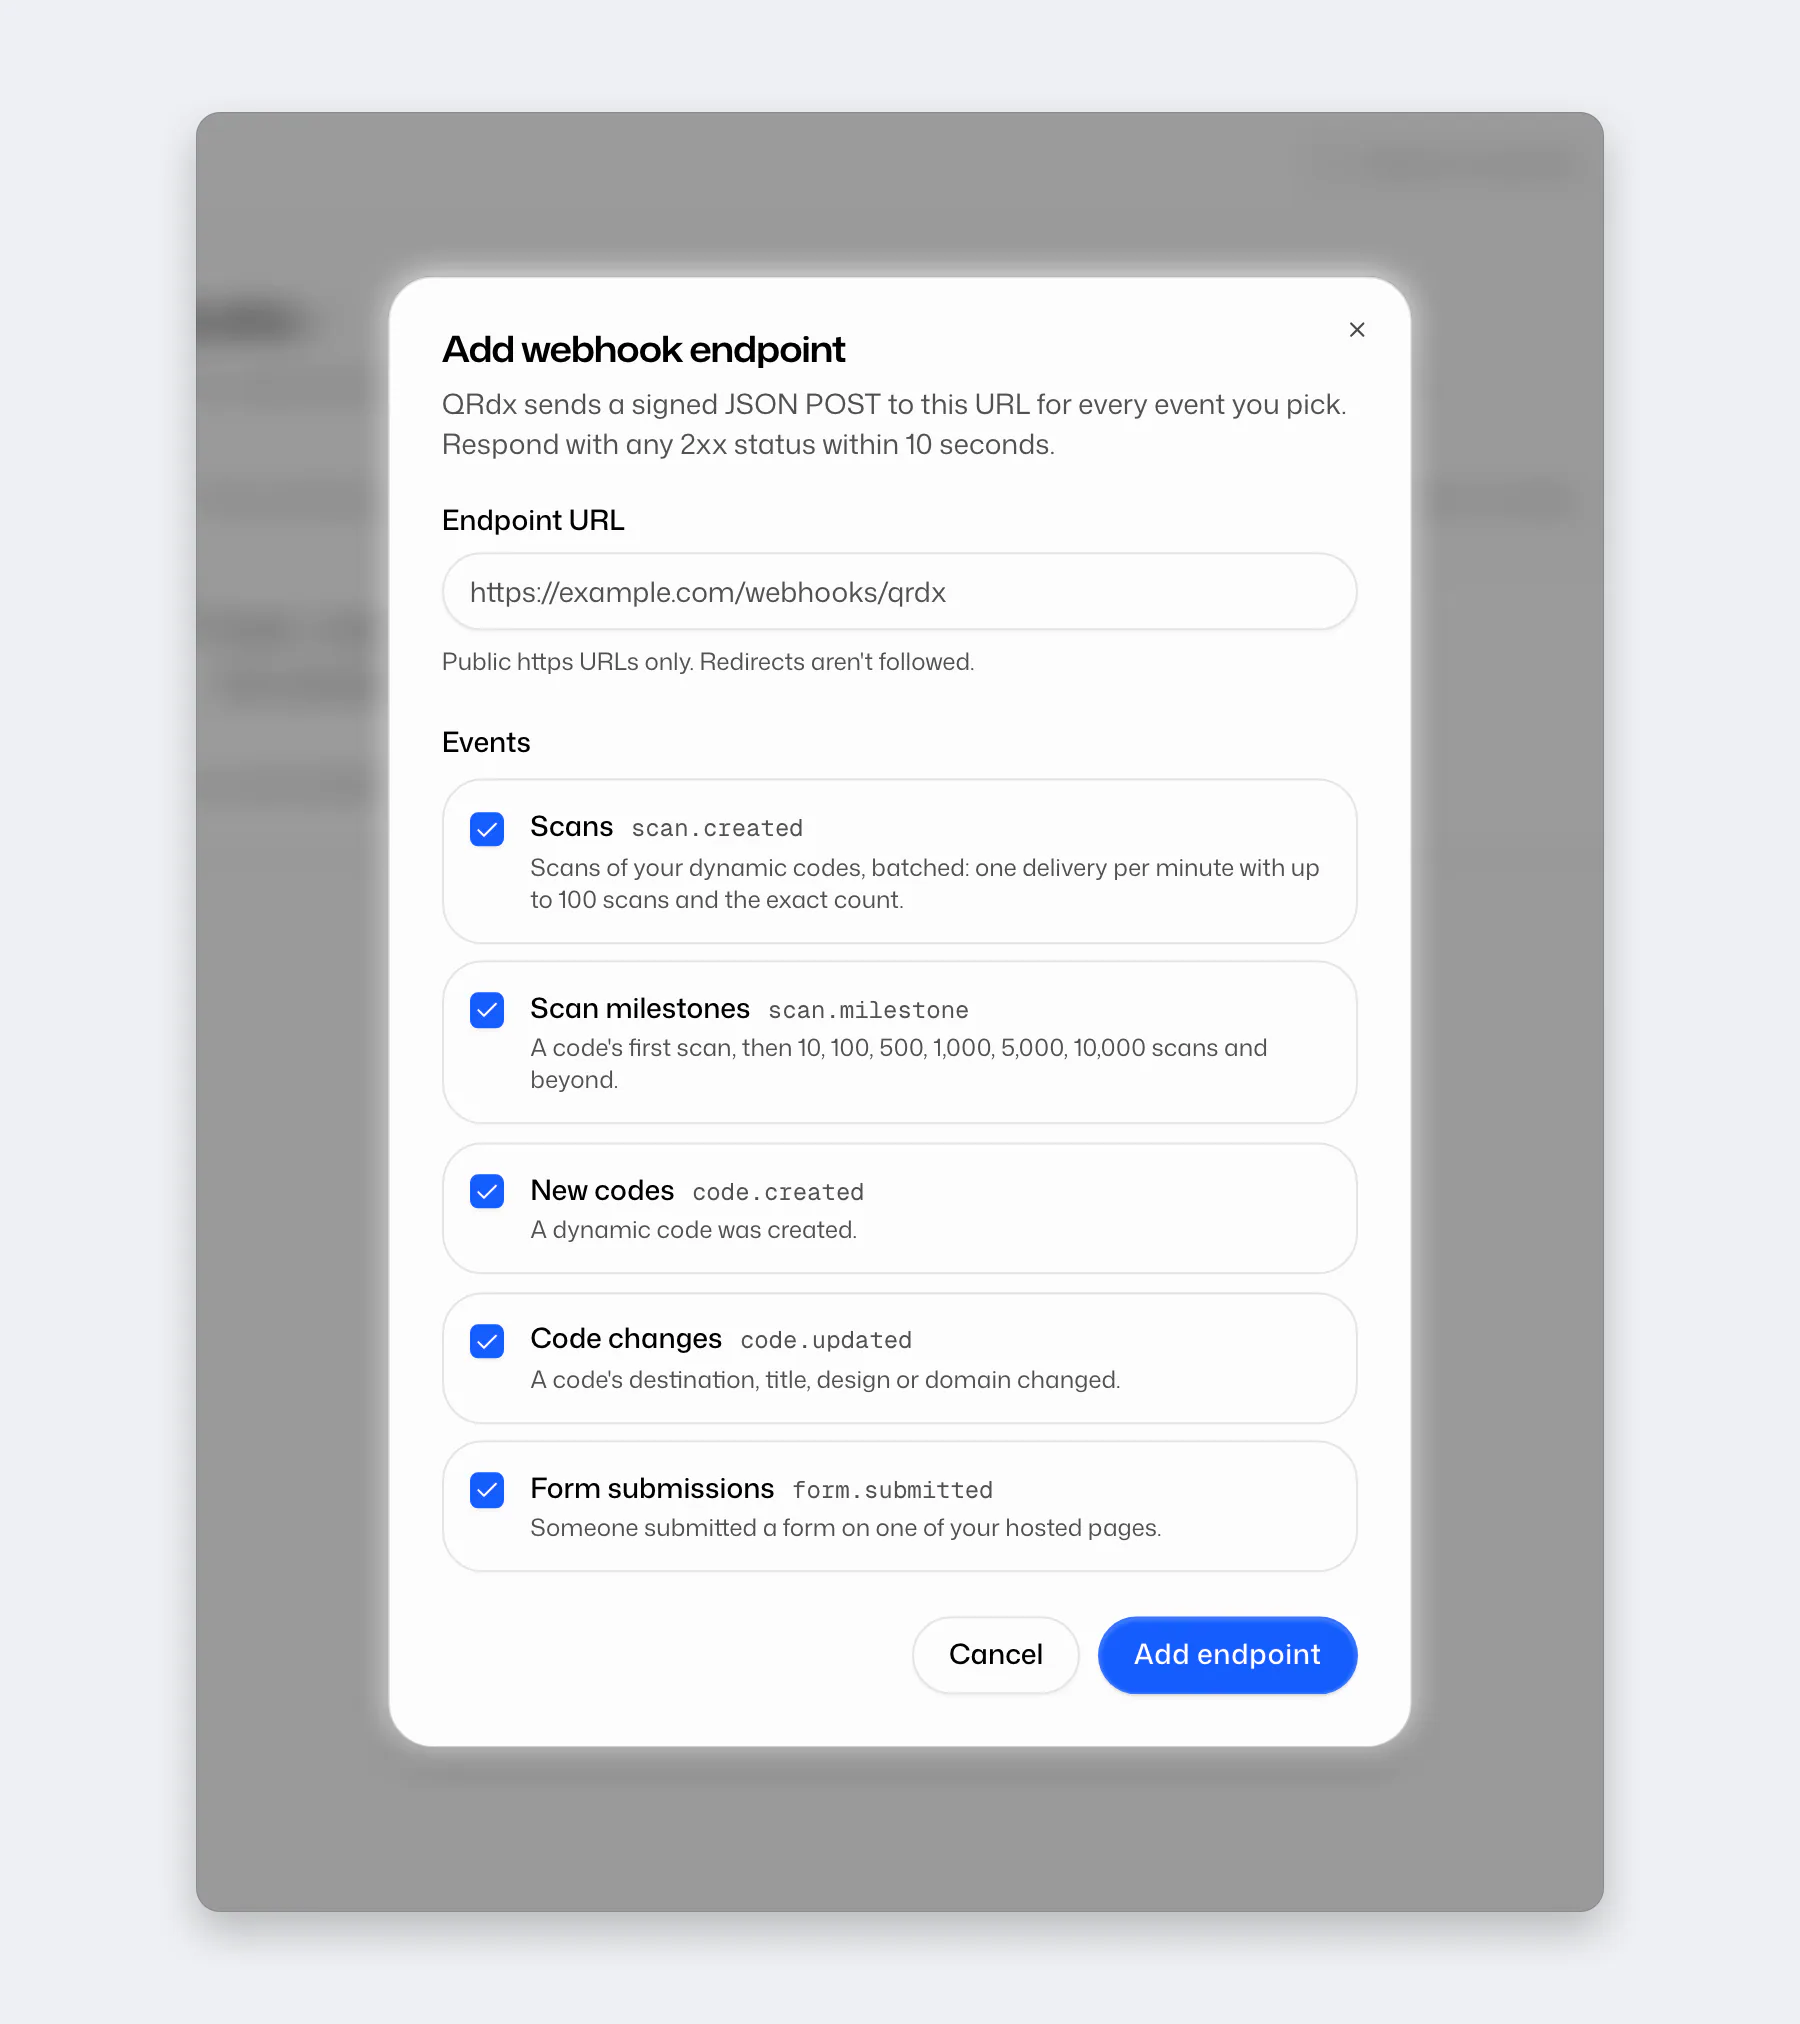 Add webhook endpoint
QRdx sends a signed JSON POST to this URL for every event you pick.
Respond with any 2xx status within 10 seconds.
Endpoint URL
https://example.com/webhooks/qrdx
Public https URLs only. Redirects aren't followed.
Events
Scans scan.created
Scans of your dynamic codes, batched: one delivery per minute with up
to 100 scans and the exact count.
Scan milestones scan.milestone
A code's first scan, then 10, 100, 500, 1,000, 5,000, 10,000 scans and
beyond.
New codes code.created
A dynamic code was created.
Code changes code.updated
A code's destination, title, design or domain changed.
Form submissions form.submitted
Someone submitted a form on one of your hosted pages.
Cancel Add endpoint